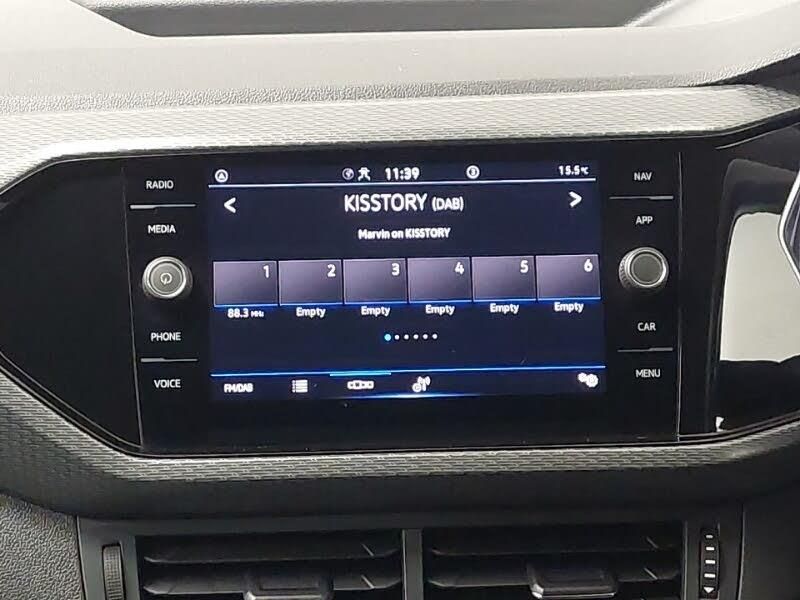 RADIO
MEDIA
PHONE
VOICE
11:39
15.5°C
KISSTORY (DAB)
Marvin on KISSTORY
1 2 3 4 5 6
88.3 MHz Empty Empty Empty Empty Empty
FM/DAB
NAV
APP
CAR
MENU